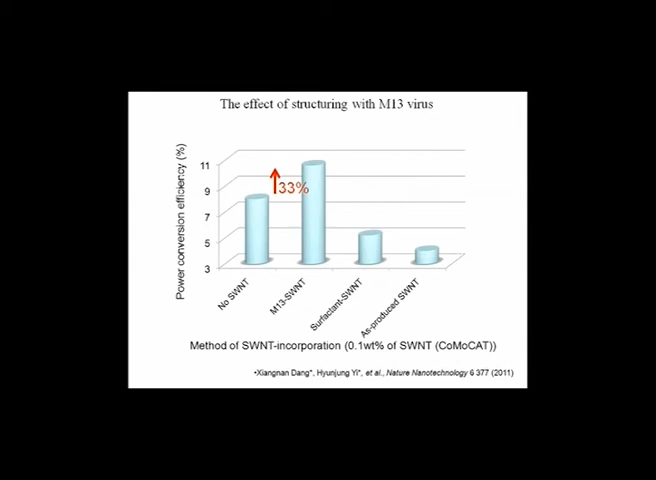 The effect of structuring with M13 virus
Power conversion efficiency (%)
11
9
7
5
3
33%
No SWNT
M13-SWNT
Surfactant-SWNT
As-produced SWNT
Method of SWNT-incorporation (0.1wt% of SWNT (CoMoCAT))
•Xiangnan Dang*, Hyunjung Yi*, et al., Nature Nanotechnology 6 377 (2011)